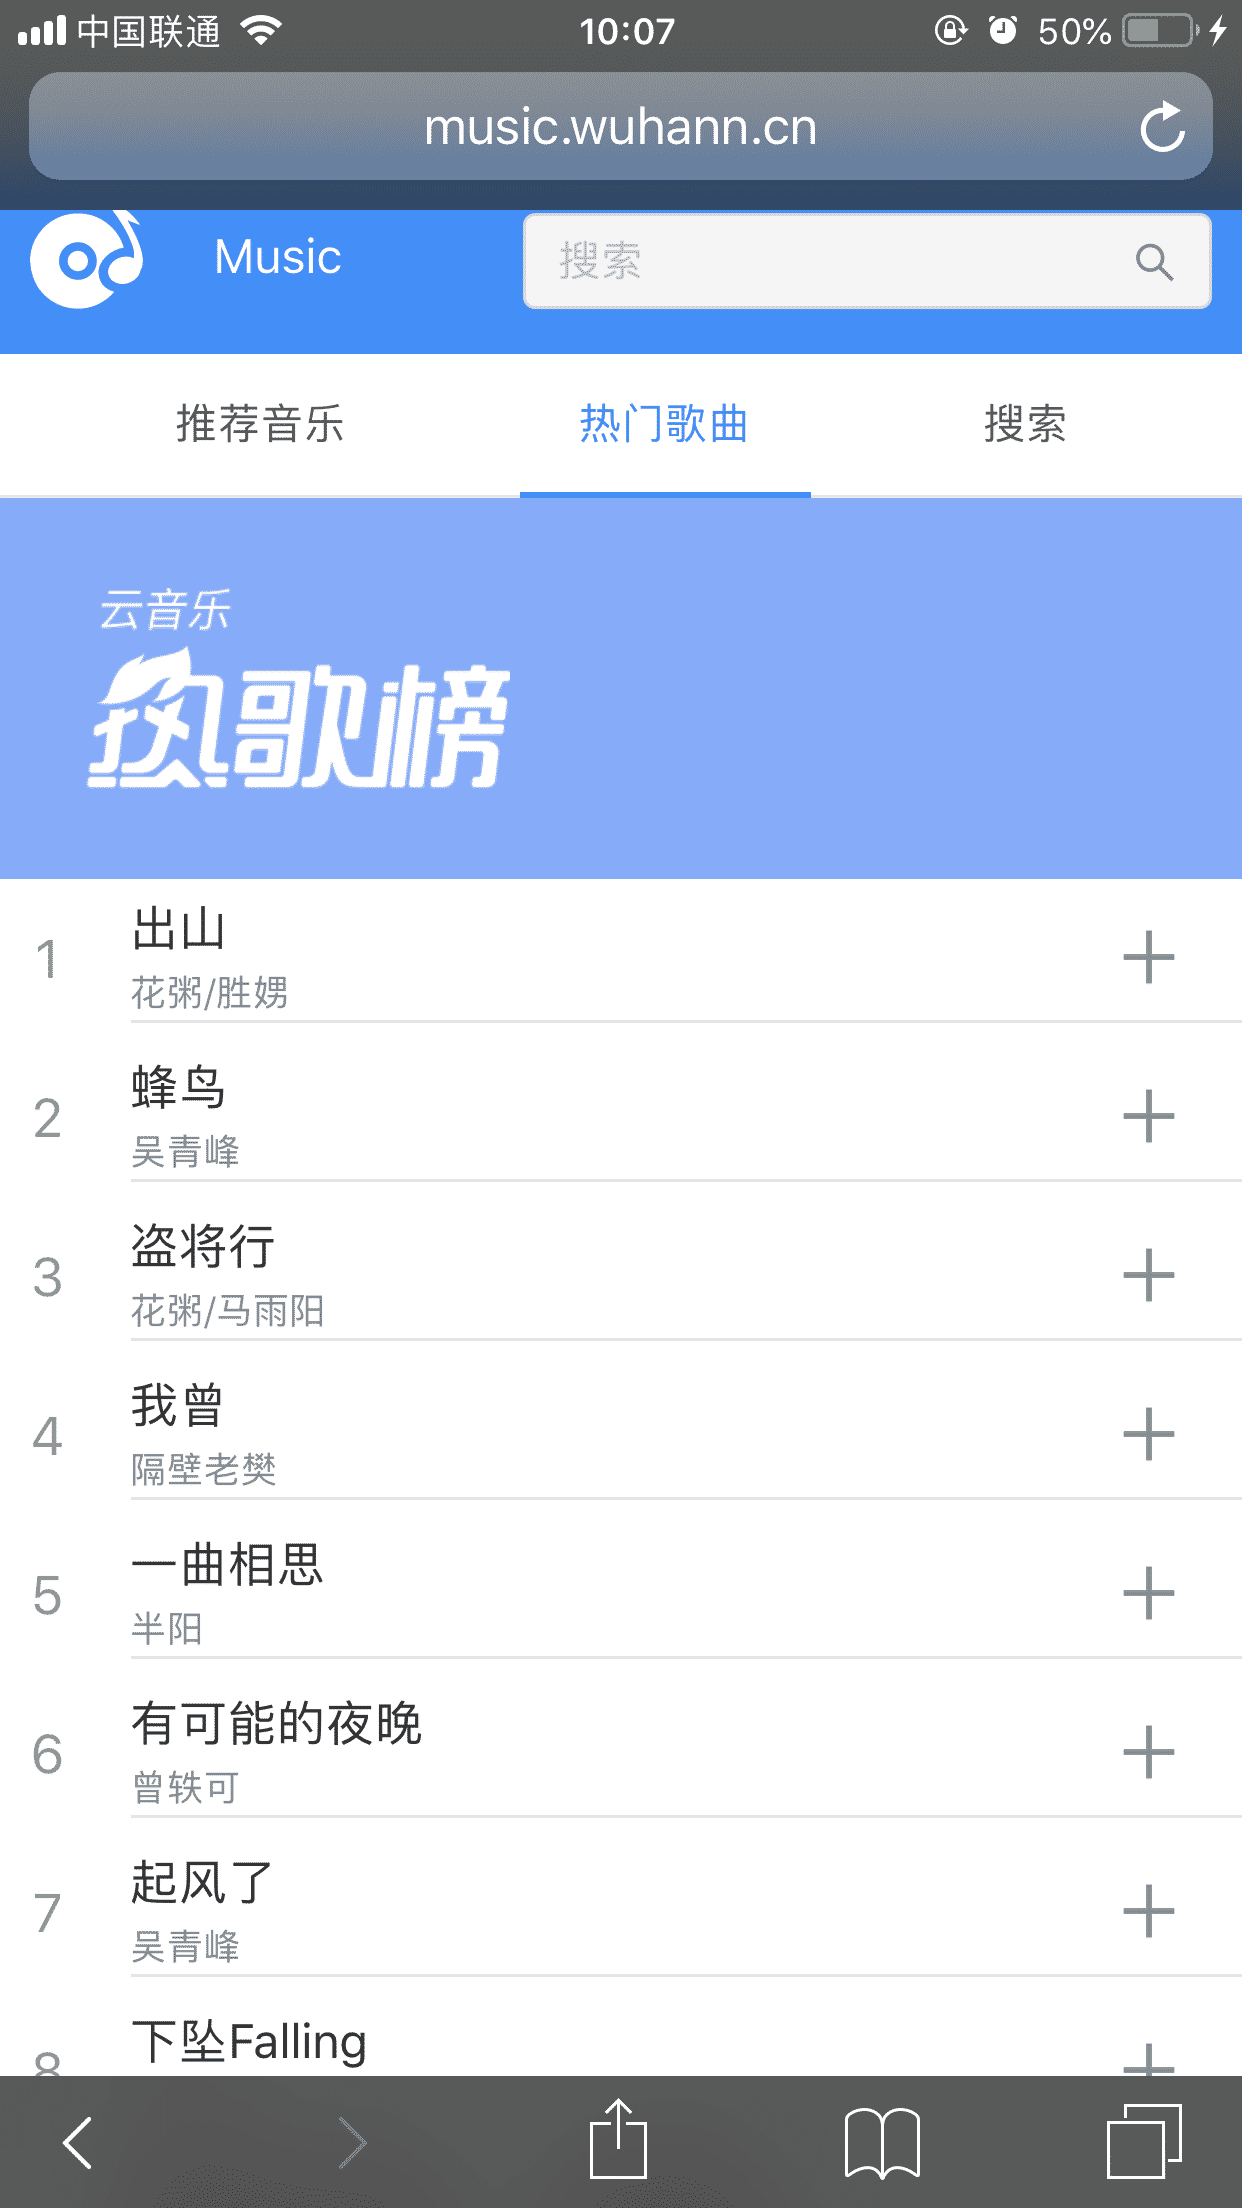 中国联通 10:07 50%
music.wuhann.cn
Music 搜索
推荐音乐 热门歌曲 搜索
云音乐
热歌榜
1 出山
花粥/胜娚
2 蜂鸟
吴青峰
3 盗将行
花粥/马雨阳
4 我曾
隔壁老樊
5 一曲相思
半阳
6 有可能的夜晚
曾轶可
7 起风了
吴青峰
8 下坠Falling